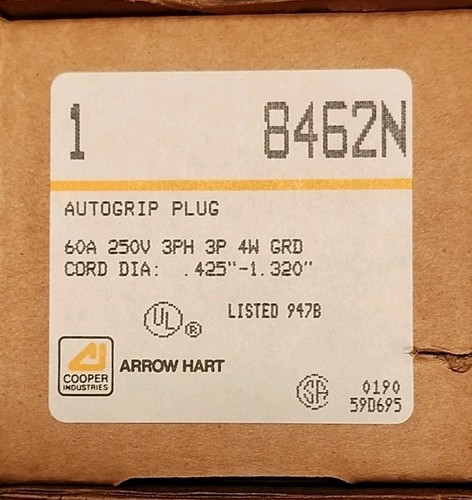 1 8462N
AUTOGRIP PLUG
60A 250V 3PH 3P 4W GRD
CORD DIA: .425"-1.320"
UL ® LISTED 947B
COOPER
INDUSTRIES
ARROW HART
SA
0190
59D695